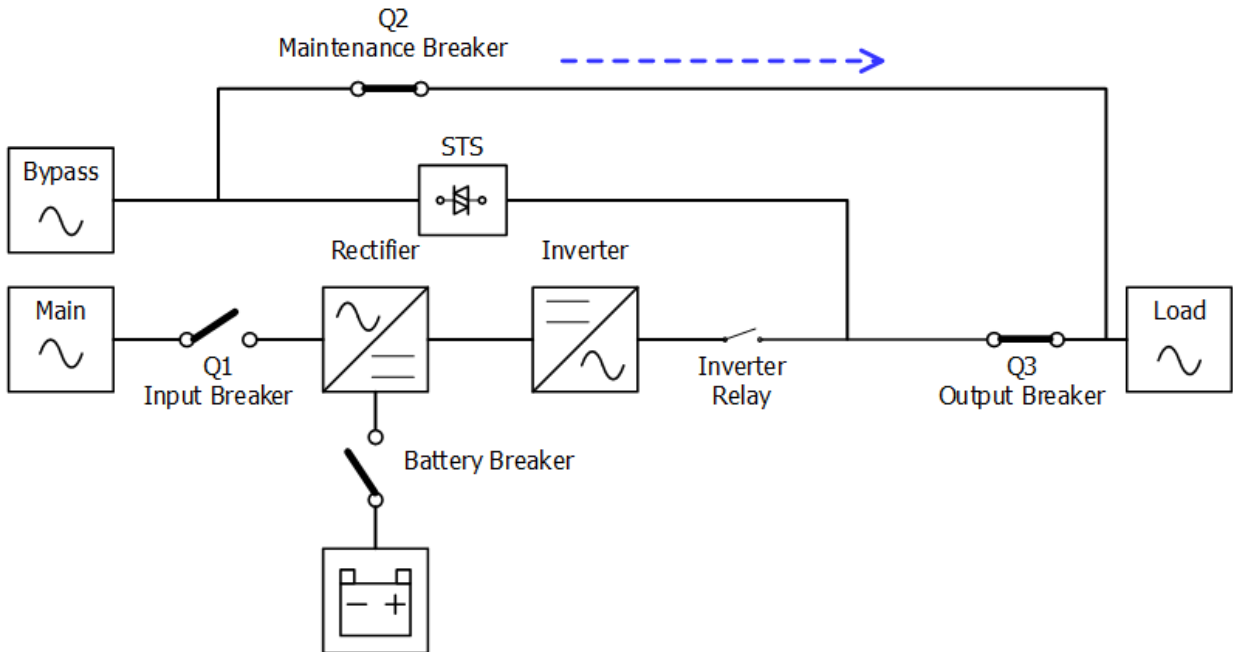 Q2
Maintenance Breaker
STS
Bypass
Rectifier
Inverter
Main
Load
Q1
Input Breaker
Inverter
Relay
Q3
Output Breaker
Battery Breaker
− +